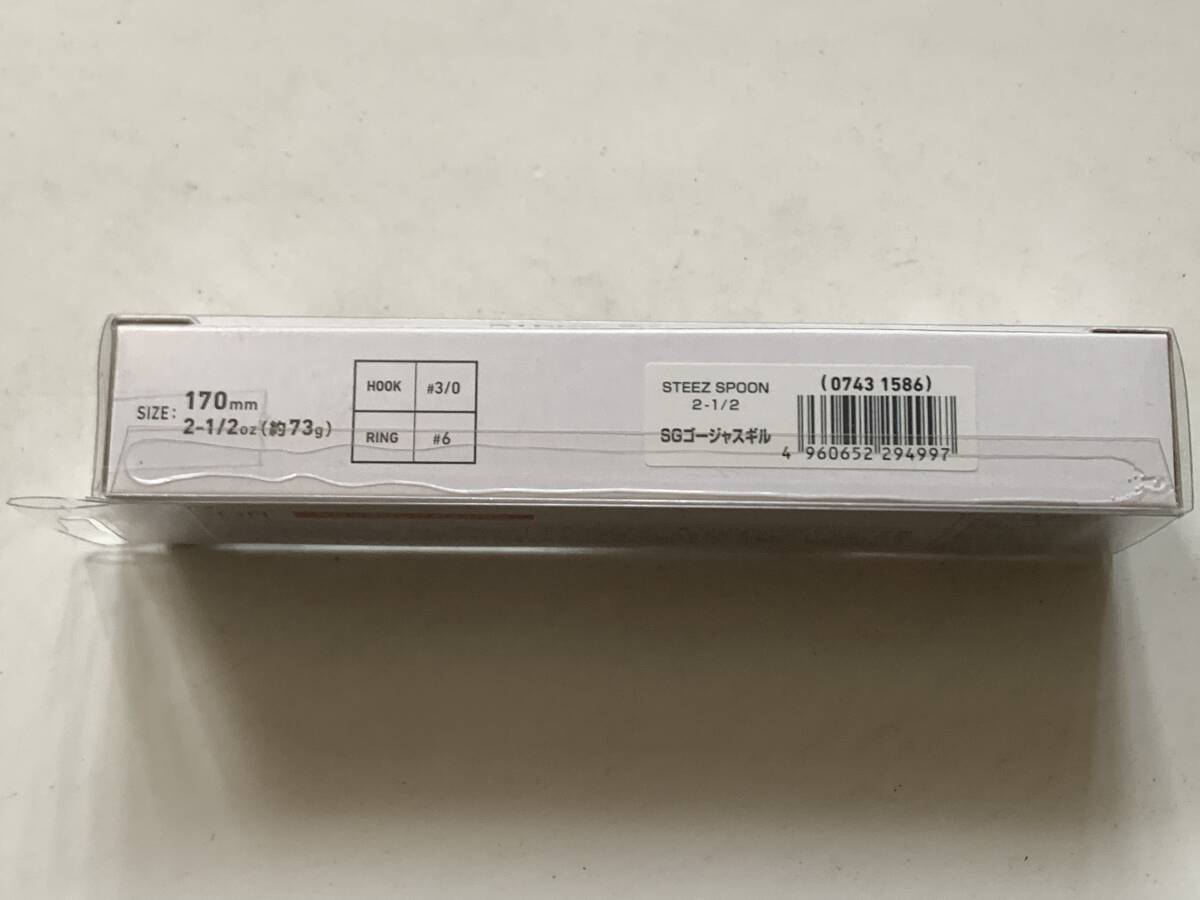 SIZE: 170mm
2-1/2oz(約73g)
HOOK #3/0
RING #6
STEEZ SPOON
2-1/2
SGゴージャスギル
(0743 1586)
4 960652 294997